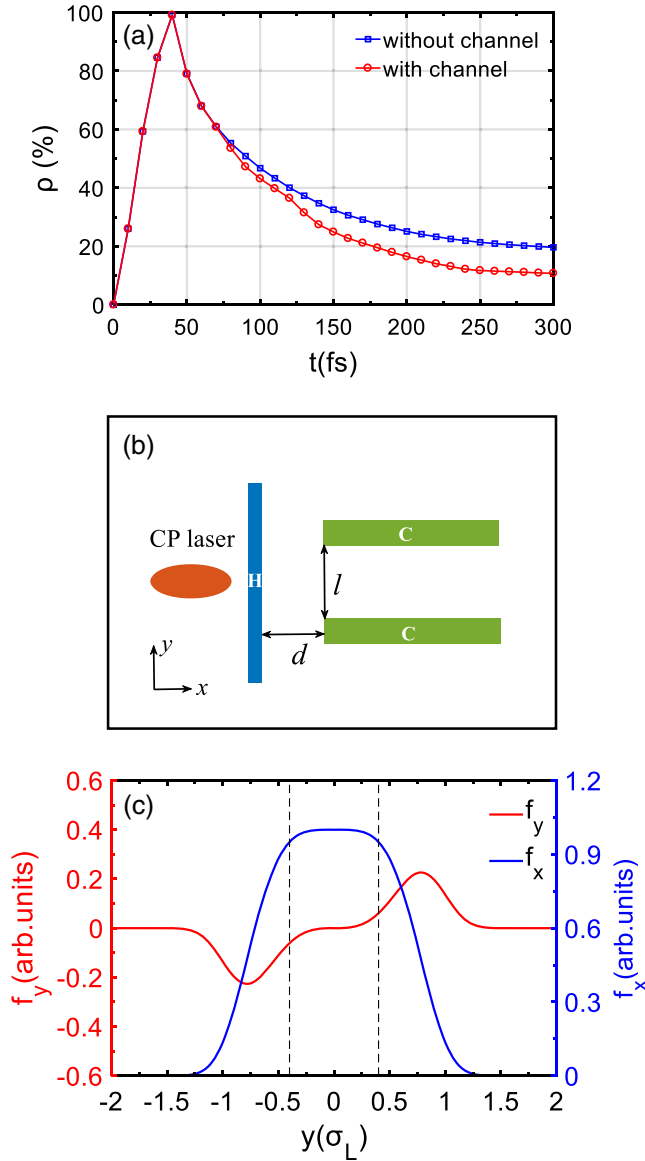 (a)
without channel
with channel
100
80
60
40
20
0
ρ (%)
0 50 100 150 200 250 300
t(fs)
(b)
CP laser
H
C
l
C
d
y
x
(c)
f_y
f_x
0.6
0.4
0.2
0
-0.2
-0.4
-0.6
f_y(arb.units)
1.2
0.9
0.6
0.3
0
f_x(arb.units)
-2 -1.5 -1 -0.5 0 0.5 1 1.5 2
y(σ_L)